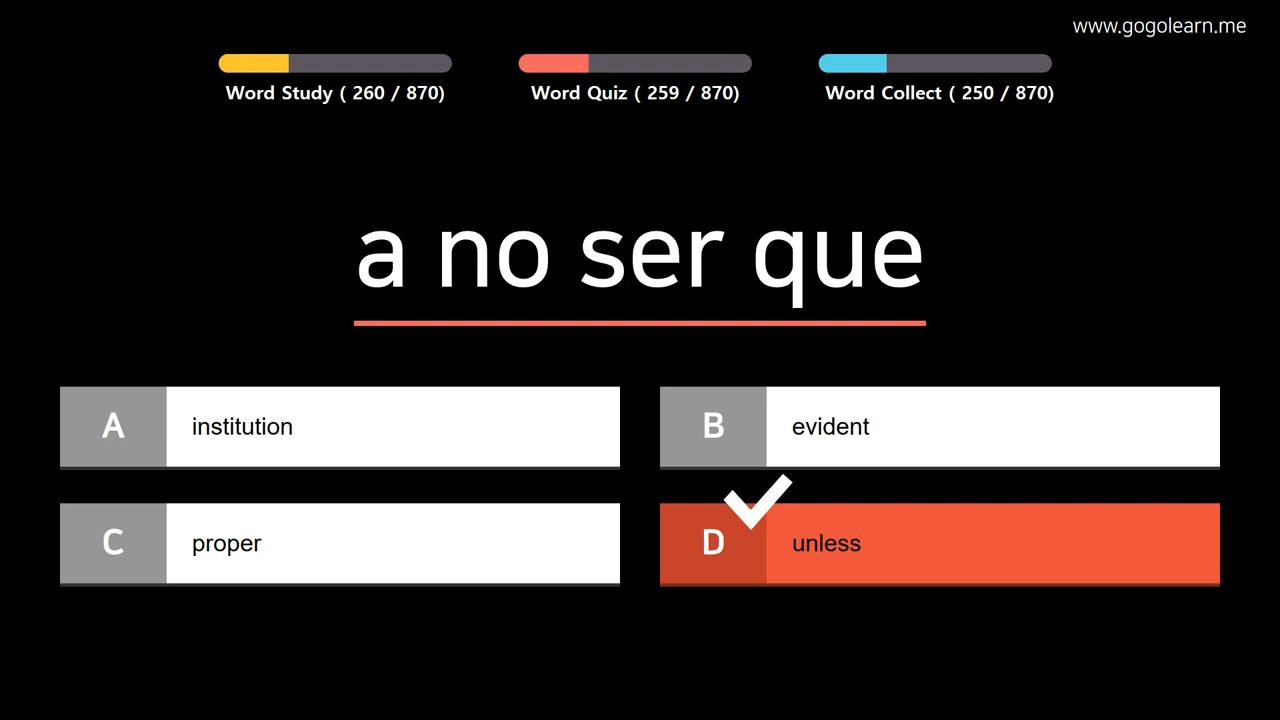 www.gogolearn.me
Word Study ( 260 / 870)
Word Quiz ( 259 / 870)
Word Collect ( 250 / 870)
a no ser que
A institution
B evident
C proper
D unless